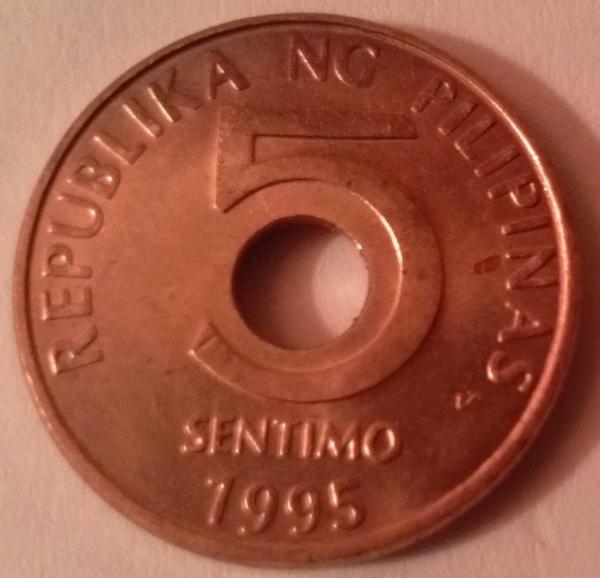 REPUBLIKA NG PILIPINAS
5
SENTIMO
1995